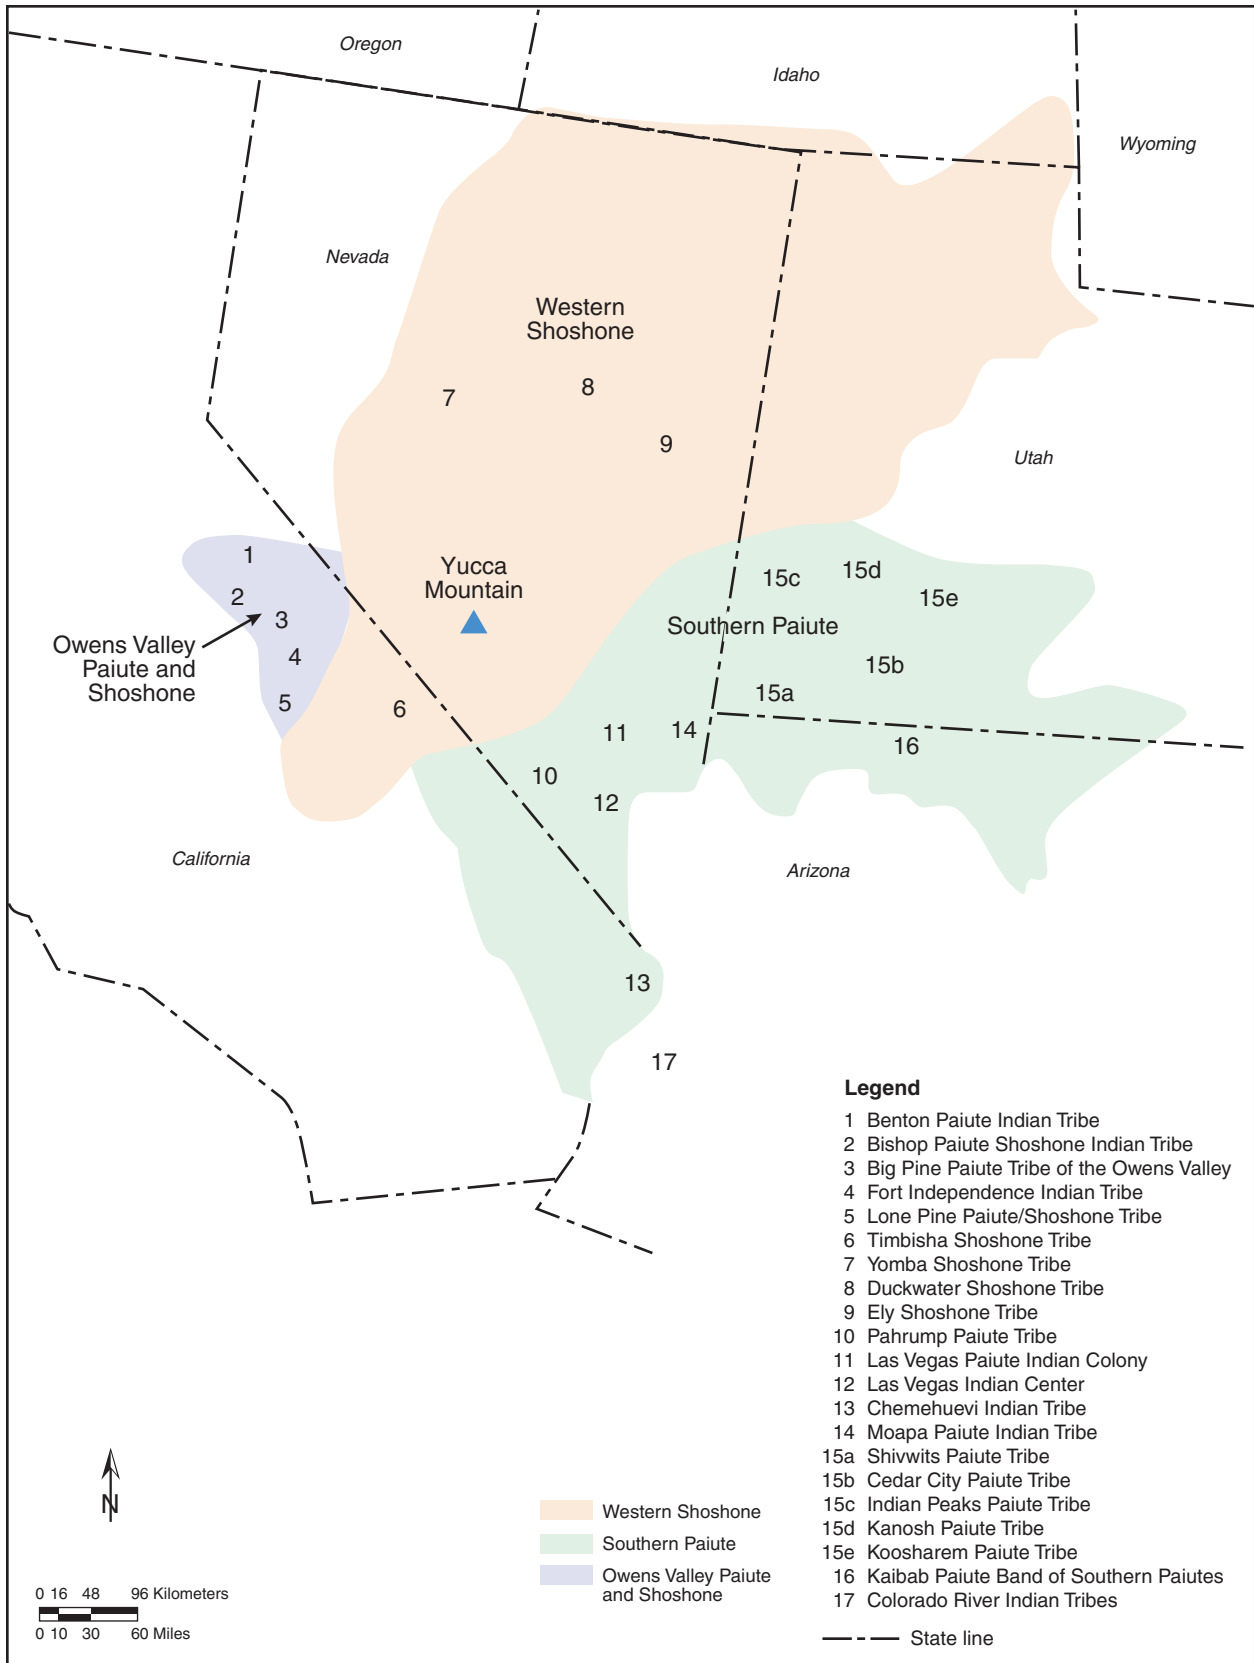 Oregon
Idaho
Wyoming
Nevada
Western
Shoshone
7
8
9
Utah
1
2
3
4
5
Owens Valley
Paiute and
Shoshone
Yucca
Mountain
6
15c
15d
15e
Southern Paiute
15b
15a
11
14
16
10
12
California
Arizona
13
17
Legend
1 Benton Paiute Indian Tribe
2 Bishop Paiute Shoshone Indian Tribe
3 Big Pine Paiute Tribe of the Owens Valley
4 Fort Independence Indian Tribe
5 Lone Pine Paiute/Shoshone Tribe
6 Timbisha Shoshone Tribe
7 Yomba Shoshone Tribe
8 Duckwater Shoshone Tribe
9 Ely Shoshone Tribe
10 Pahrump Paiute Tribe
11 Las Vegas Paiute Indian Colony
12 Las Vegas Indian Center
13 Chemehuevi Indian Tribe
14 Moapa Paiute Indian Tribe
15a Shivwits Paiute Tribe
15b Cedar City Paiute Tribe
15c Indian Peaks Paiute Tribe
15d Kanosh Paiute Tribe
15e Koosharem Paiute Tribe
16 Kaibab Paiute Band of Southern Paiutes
17 Colorado River Indian Tribes
State line
Western Shoshone
Southern Paiute
Owens Valley Paiute
and Shoshone
N
0 16 48 96 Kilometers
0 10 30 60 Miles